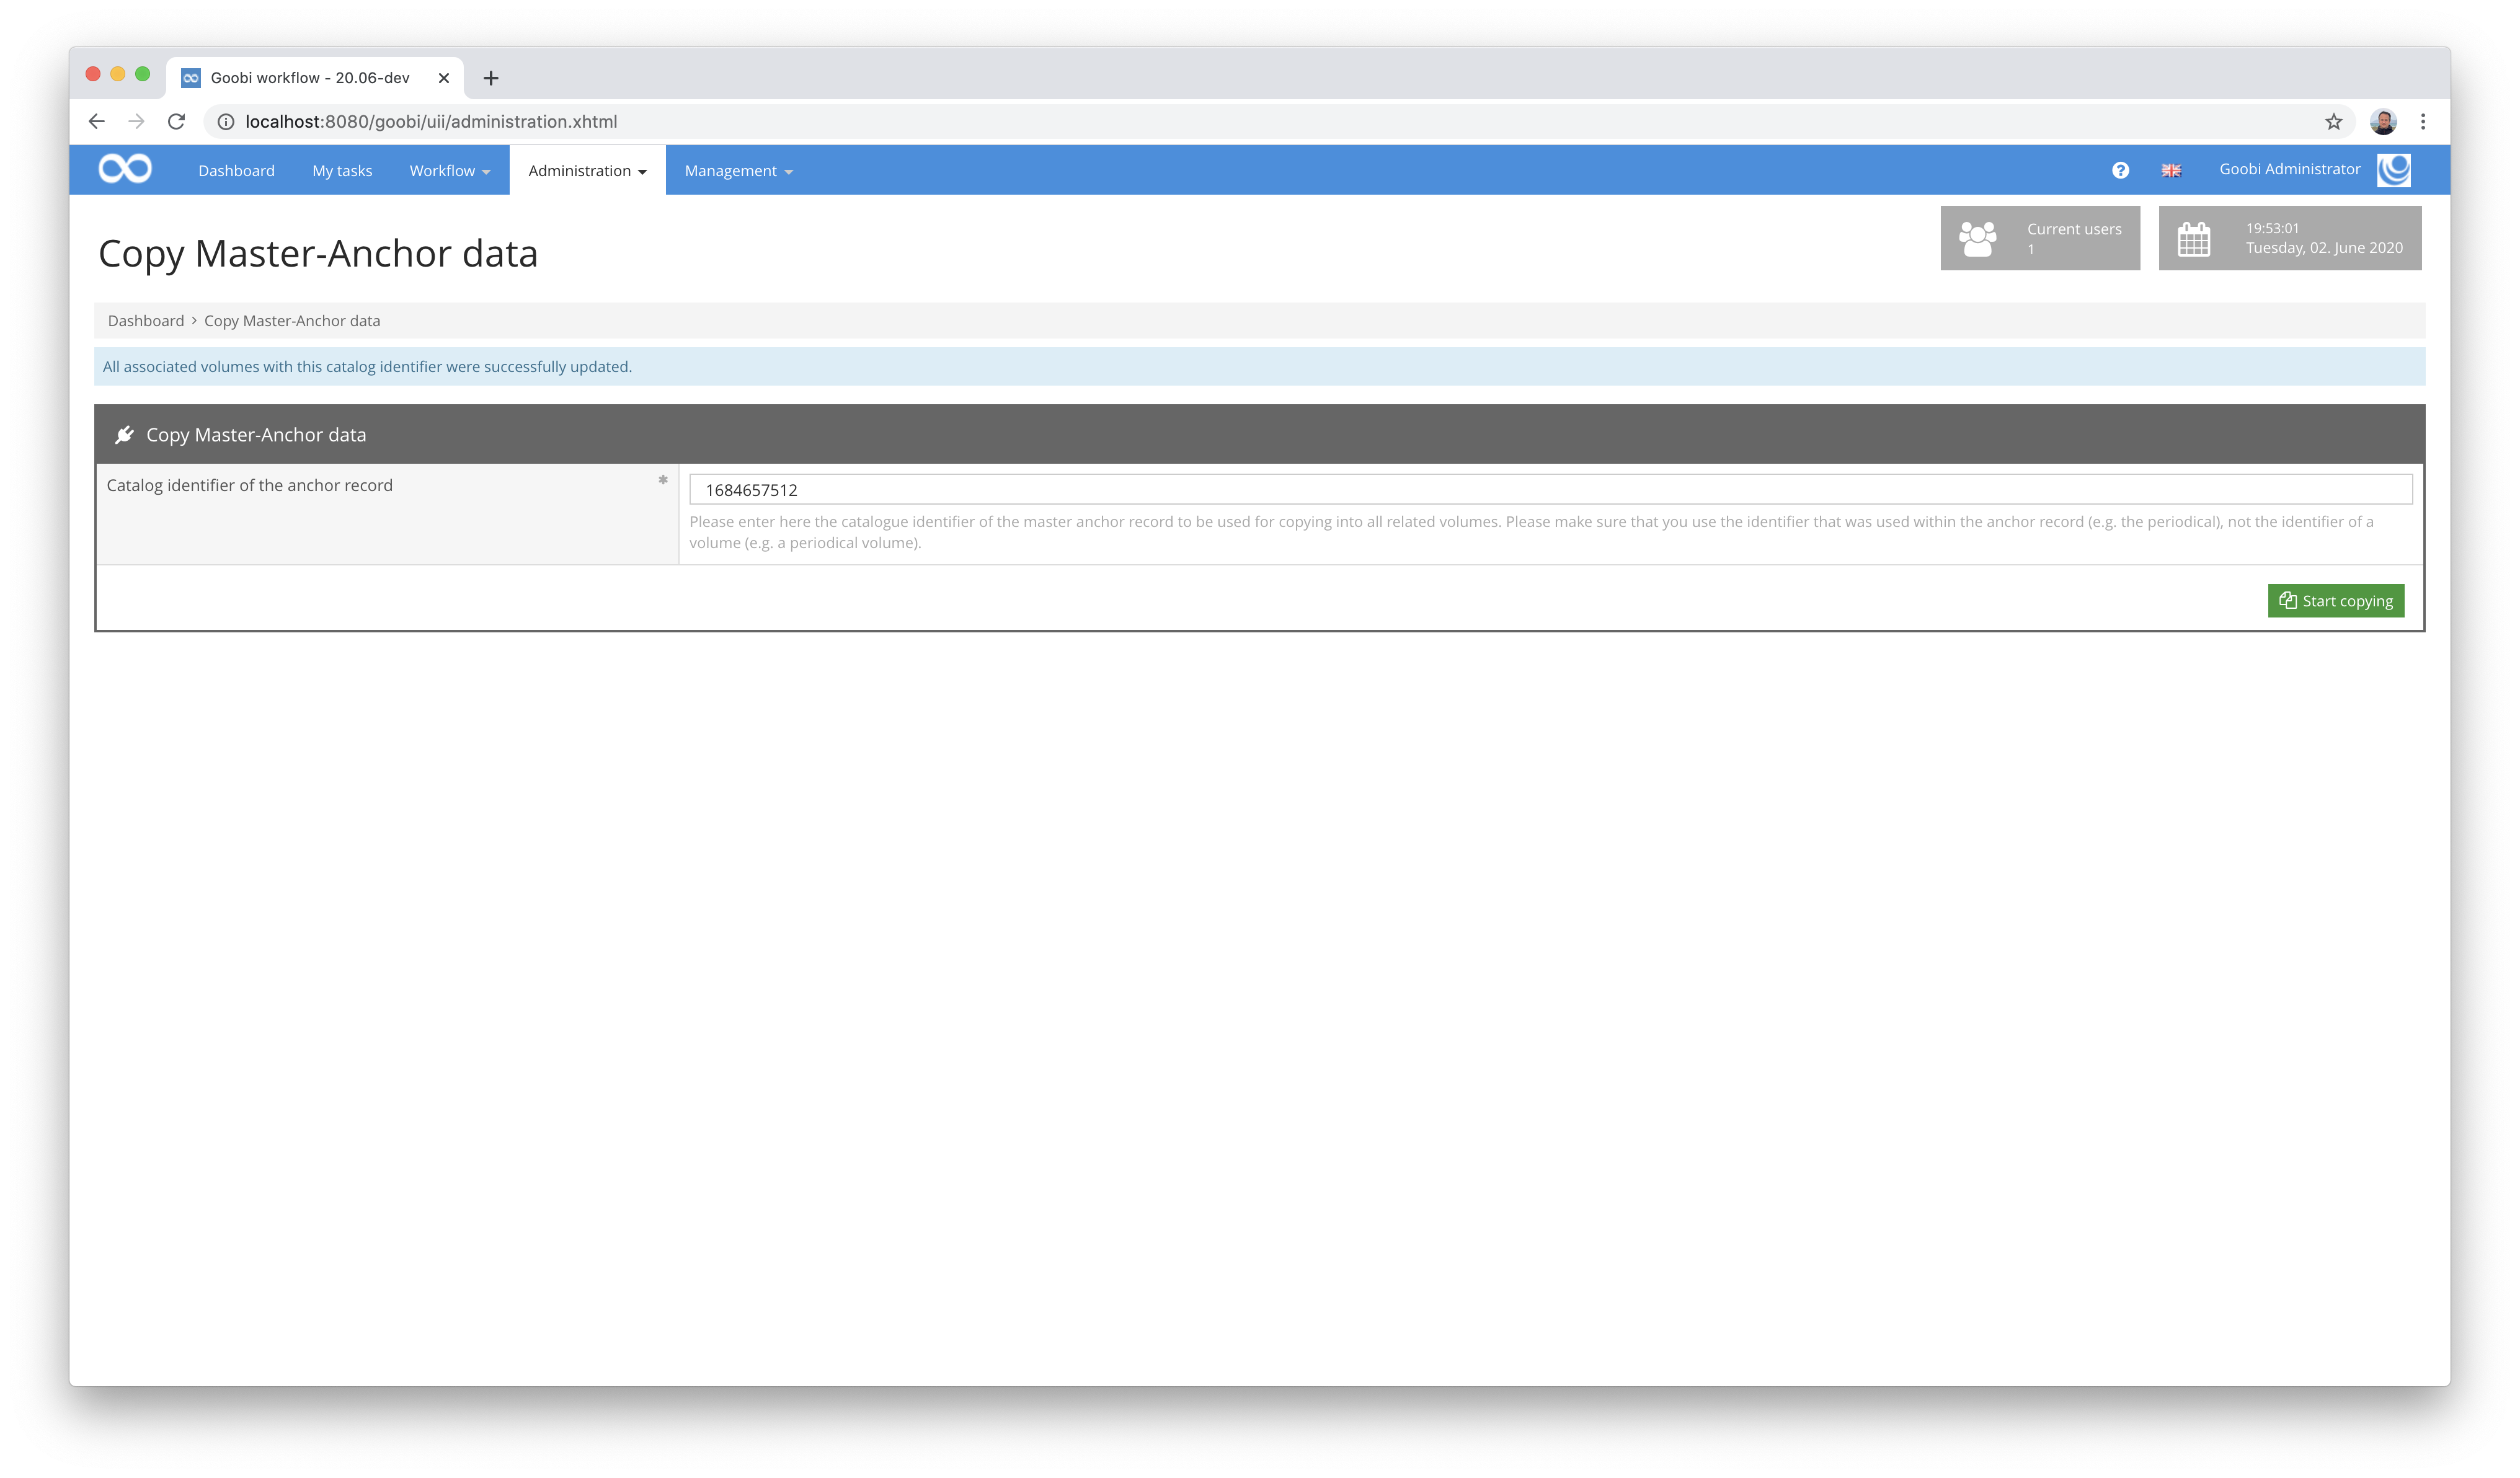 Goobi workflow - 20.06-dev
localhost:8080/goobi/uii/administration.xhtml
Dashboard My tasks Workflow Administration Management Goobi Administrator
Copy Master-Anchor data
Current users
1
19:53:01
Tuesday, 02. June 2020
Dashboard > Copy Master-Anchor data
All associated volumes with this catalog identifier were successfully updated.
Copy Master-Anchor data
Catalog identifier of the anchor record *
1684657512
Please enter here the catalogue identifier of the master anchor record to be used for copying into all related volumes. Please make sure that you use the identifier that was used within the anchor record (e.g. the periodical), not the identifier of a
volume (e.g. a periodical volume).
Start copying